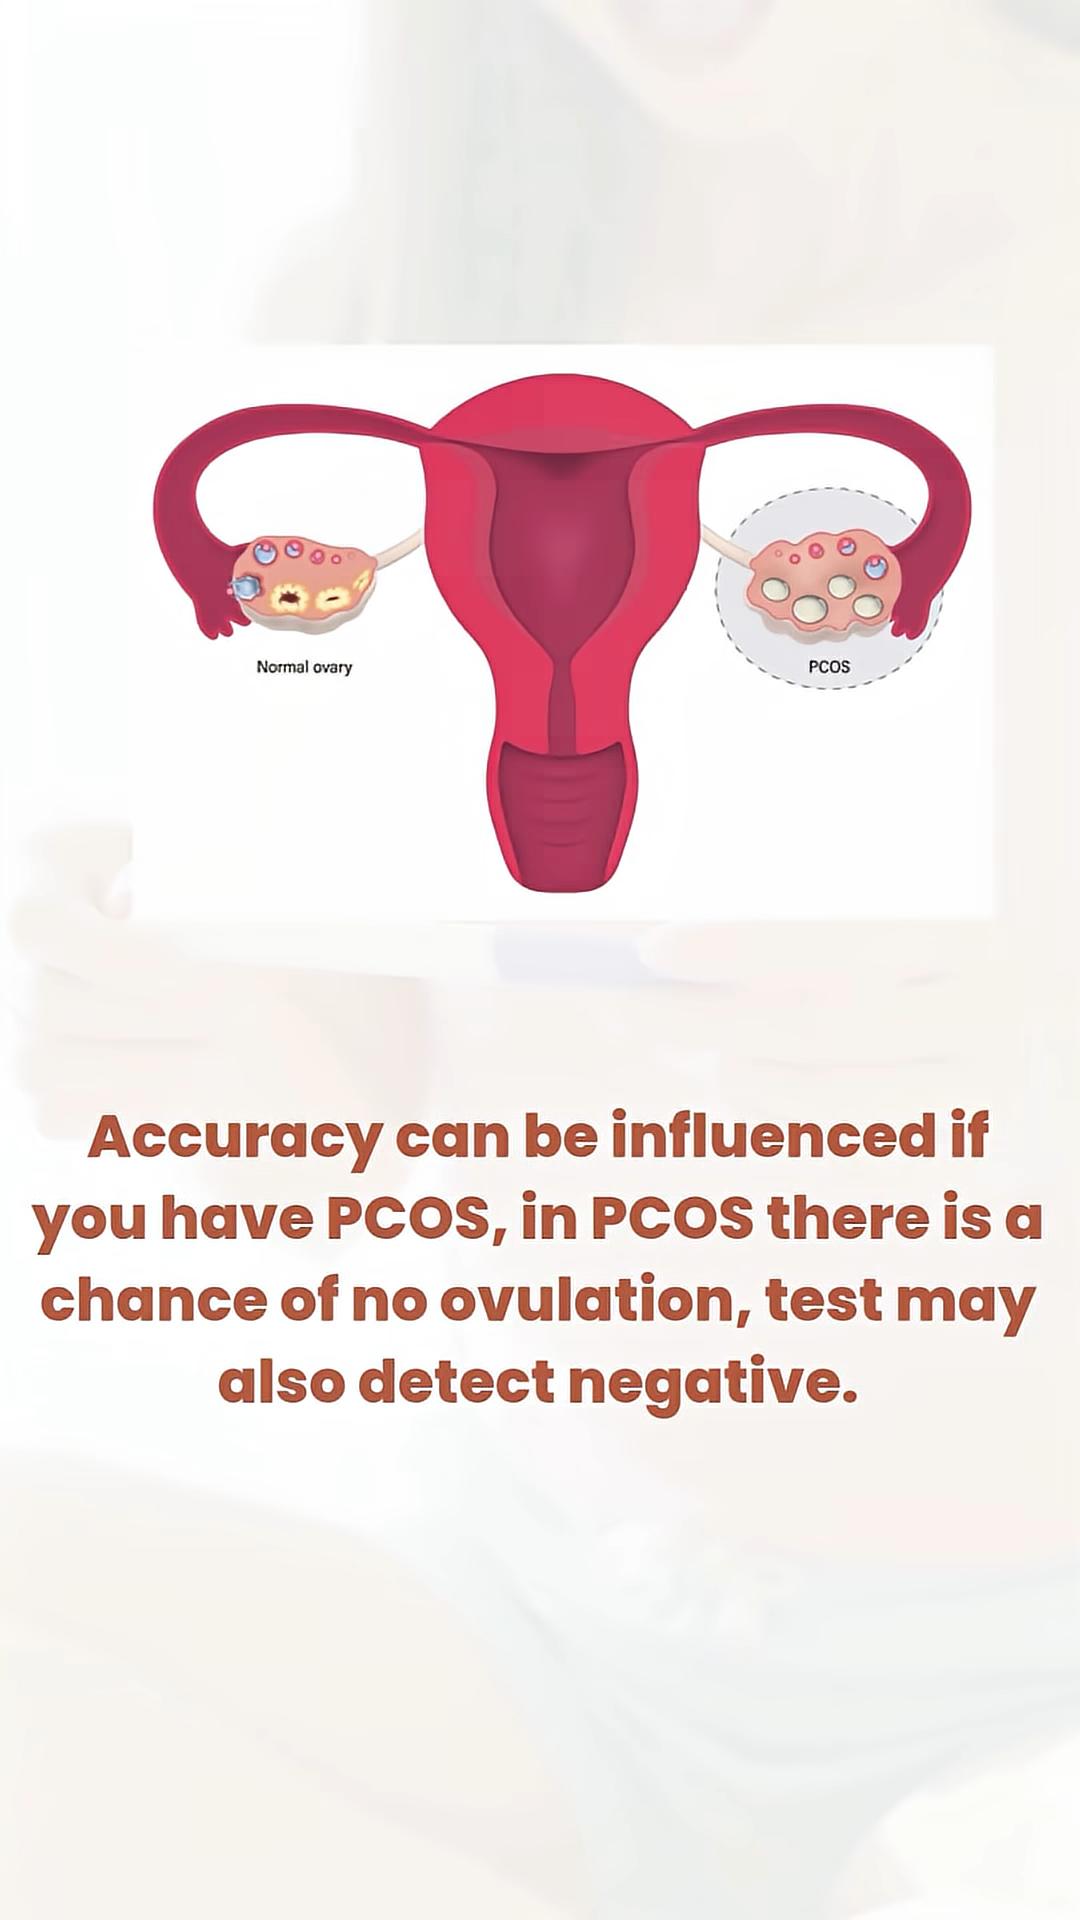 Normal ovary
PCOS
Accuracy can be influenced if
you have PCOS, in PCOS there is a
chance of no ovulation, test may
also detect negative.